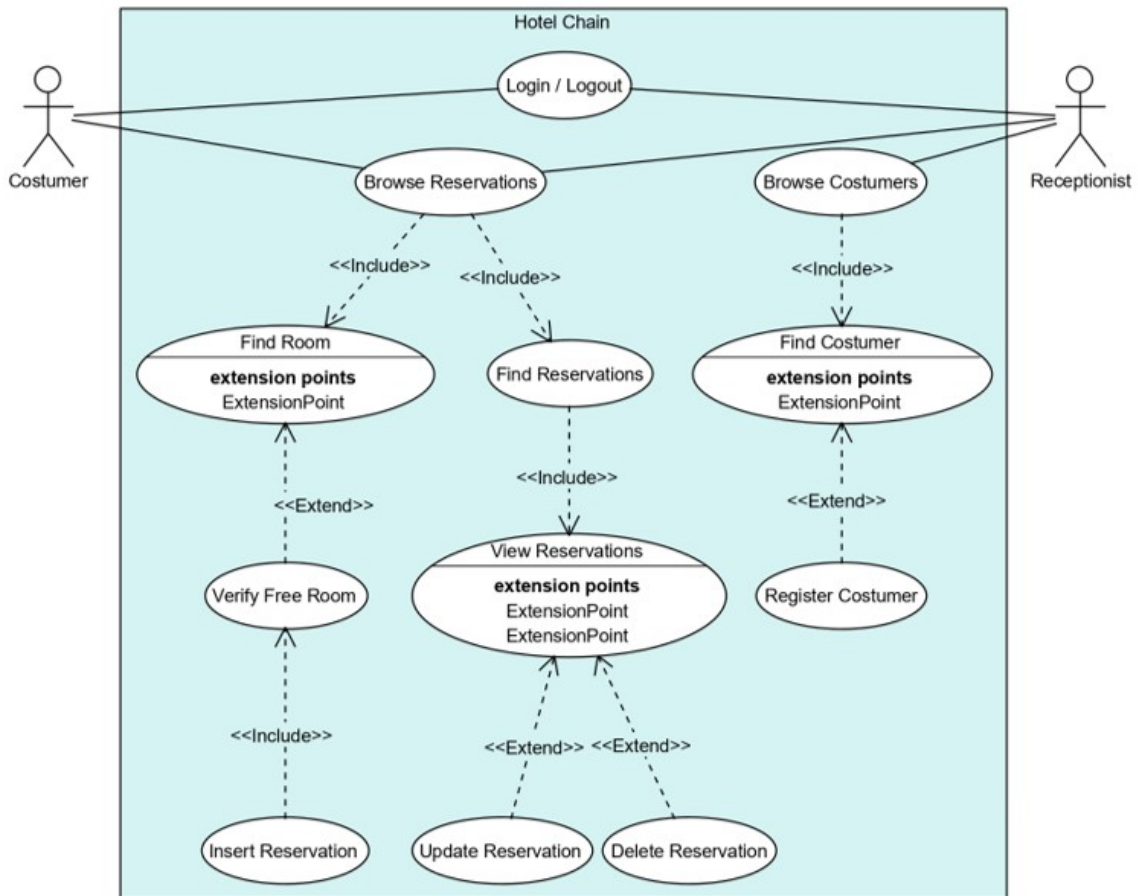 Hotel Chain
Login / Logout
Costumer
Receptionist
Browse Reservations
Browse Costumers
<<Include>>
<<Include>>
<<Include>>
Find Room
extension points
ExtensionPoint
Find Reservations
Find Costumer
extension points
ExtensionPoint
<<Extend>>
<<Include>>
<<Extend>>
View Reservations
extension points
ExtensionPoint
ExtensionPoint
Verify Free Room
Register Costumer
<<Include>>
<<Extend>>
<<Extend>>
Insert Reservation
Update Reservation
Delete Reservation